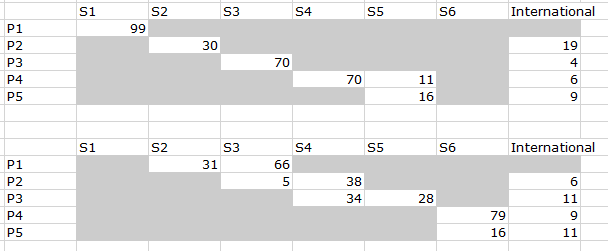 S1 S2 S3 S4 S5 S6 International
P1 99
P2 30 19
P3 70 4
P4 70 11 6
P5 16 9
S1 S2 S3 S4 S5 S6 International
P1 31 66
P2 5 38 6
P3 34 28 11
P4 79 9
P5 16 11